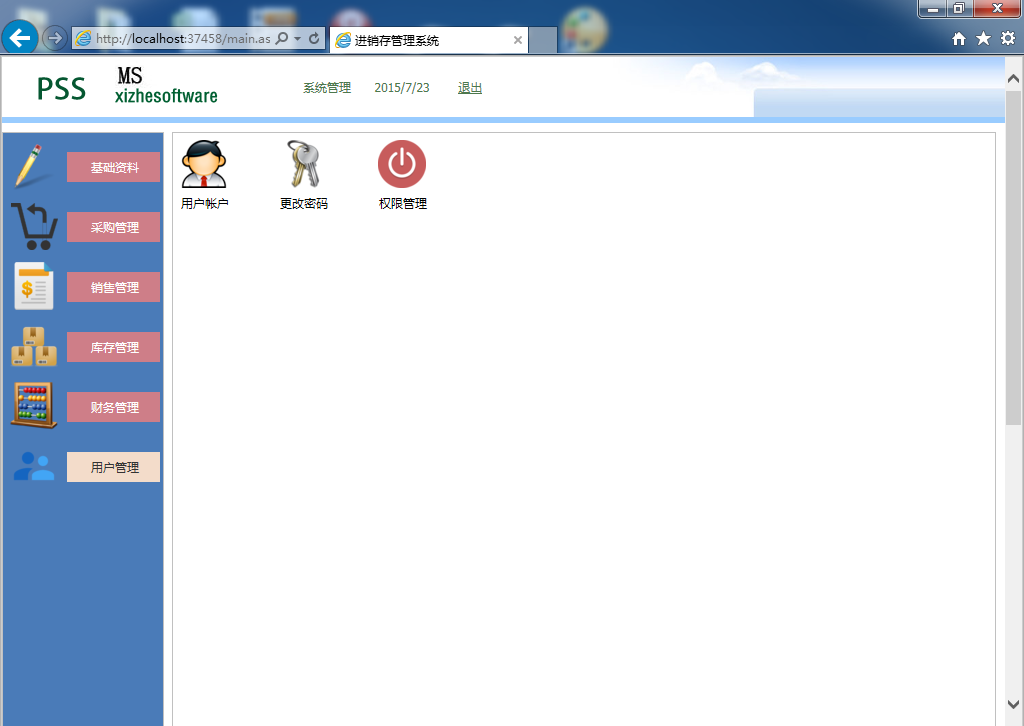 http://localhost:37458/main.as
进销存管理系统
PSS
MS
xizhesoftware
系统管理 2015/7/23 退出
基础资料
采购管理
销售管理
库存管理
财务管理
用户管理
用户帐户 更改密码 权限管理